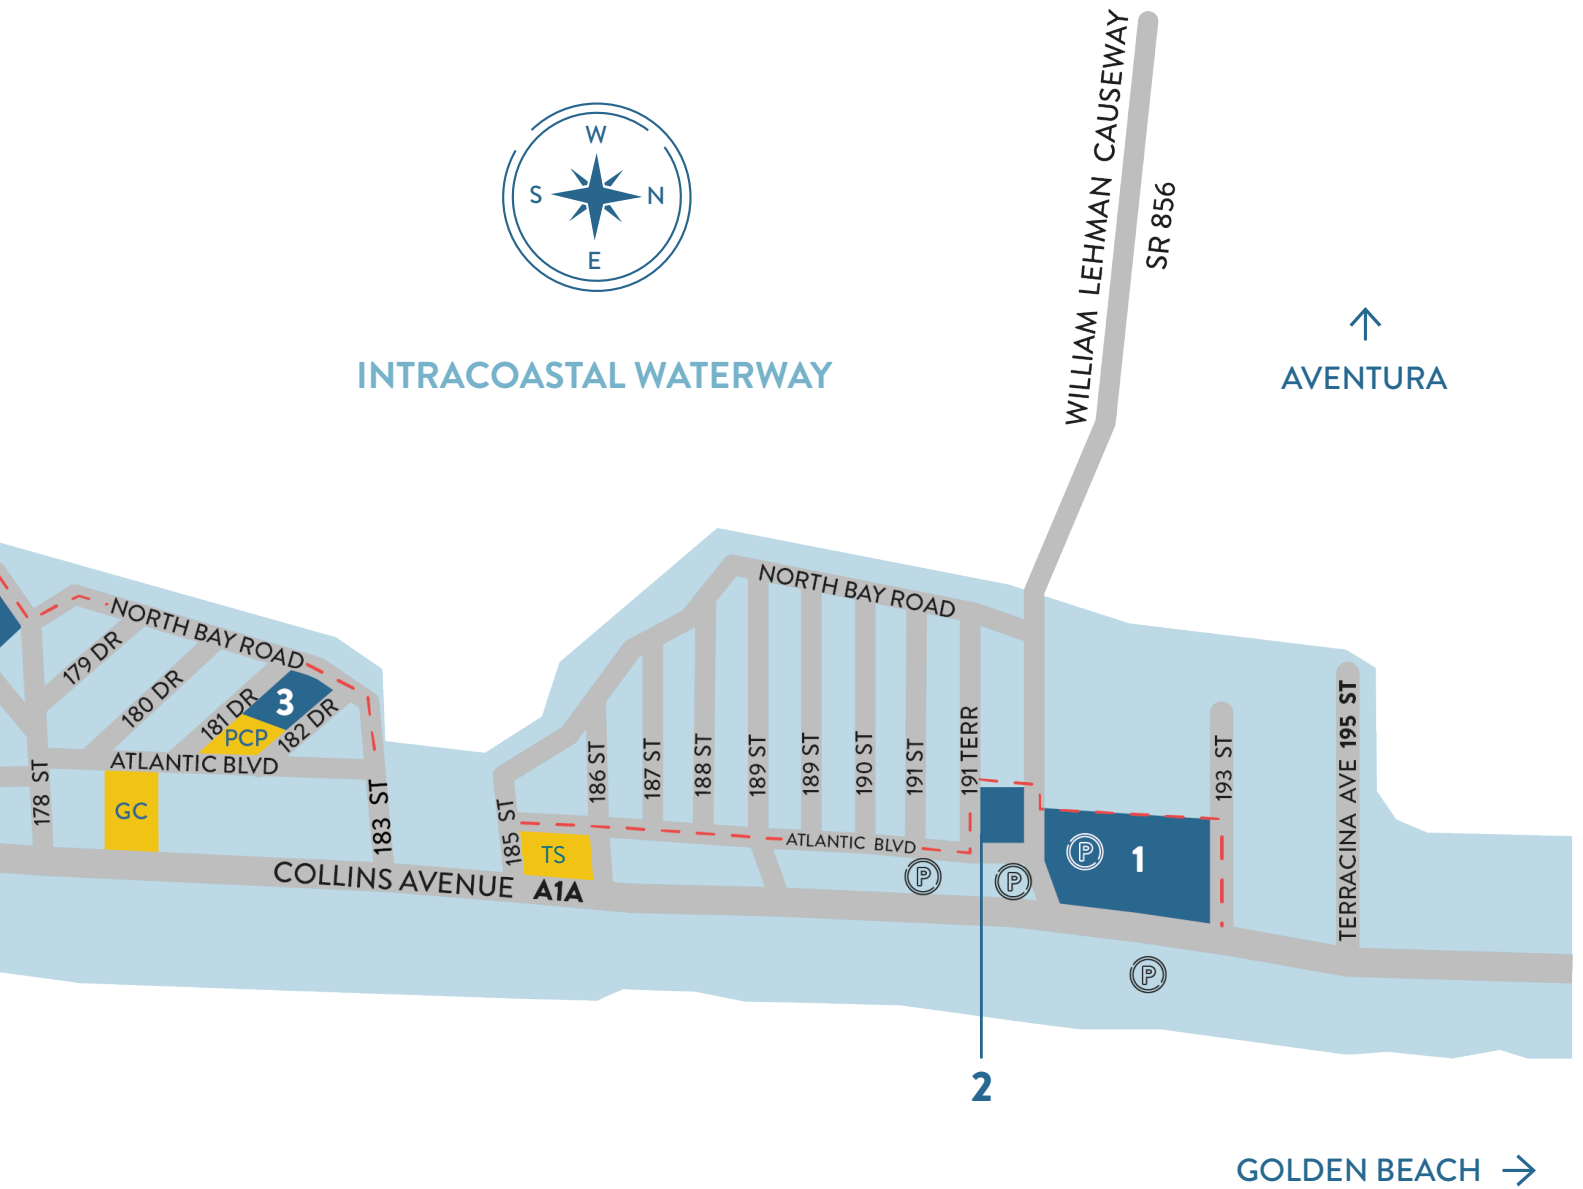 WILLIAM LEHMAN CAUSEWAY
SR 856
W
S
N
E
INTRACOASTAL WATERWAY
AVENTURA
NORTH BAY ROAD
NORTH BAY ROAD
179 DR
180 DR
181 DR
3
182 DR
PCP
ATLANTIC BLVD
178 ST
GC
183 ST
185 ST
TS
186 ST
187 ST
188 ST
189 ST
189 ST
190 ST
191 ST
191 TERR
193 ST
TERRACINA AVE 195 ST
ATLANTIC BLVD
P
P
P
1
COLLINS AVENUE A1A
P
2
GOLDEN BEACH